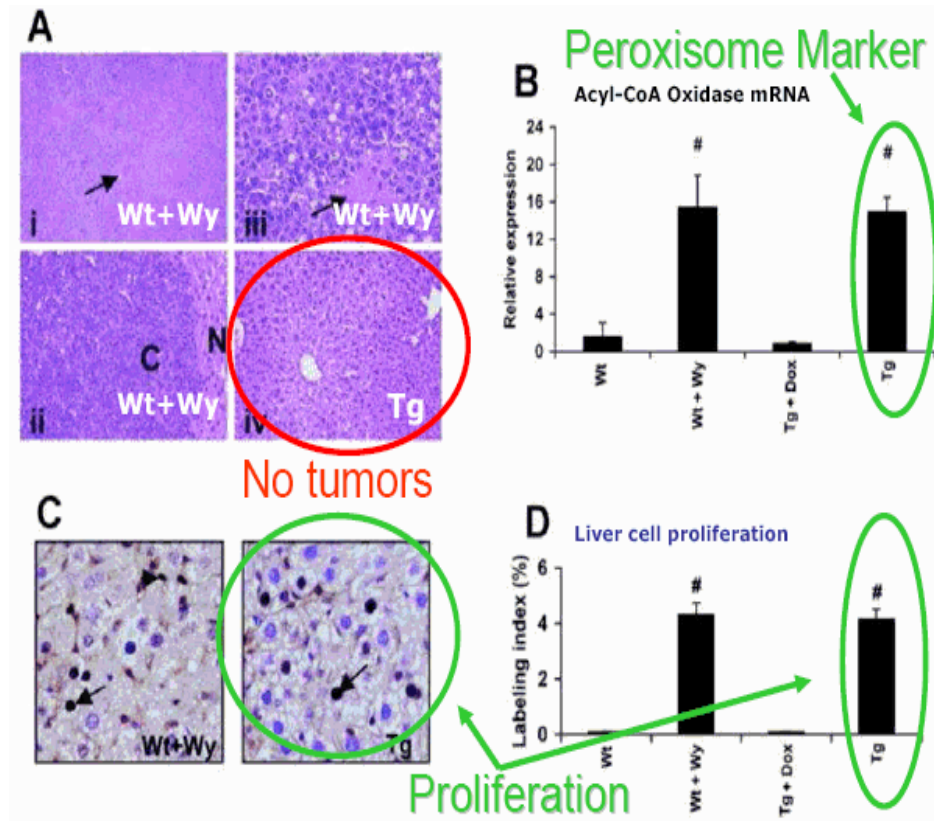 A
i
Wt+Wy
iii
Wt+Wy
ii
C
N
Wt+Wy
iv
Tg
No tumors
Peroxisome Marker
B
Acyl-CoA Oxidase mRNA
Relative expression
24
20
16
12
8
4
0
#
#
Wt
Wt + Wy
Tg + Dox
Tg
C
Wt+Wy
Tg
D
Liver cell proliferation
Labeling index (%)
6
4
2
0
#
#
Wt
Wt + Wy
Tg + Dox
Tg
Proliferation